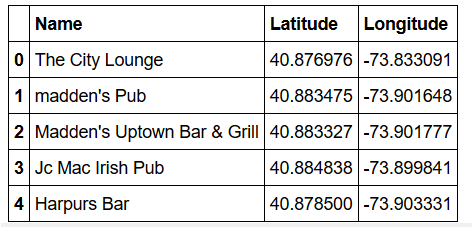 Name Latitude Longitude
0 The City Lounge 40.876976 -73.833091
1 madden's Pub 40.883475 -73.901648
2 Madden's Uptown Bar & Grill 40.883327 -73.901777
3 Jc Mac Irish Pub 40.884838 -73.899841
4 Harpurs Bar 40.878500 -73.903331